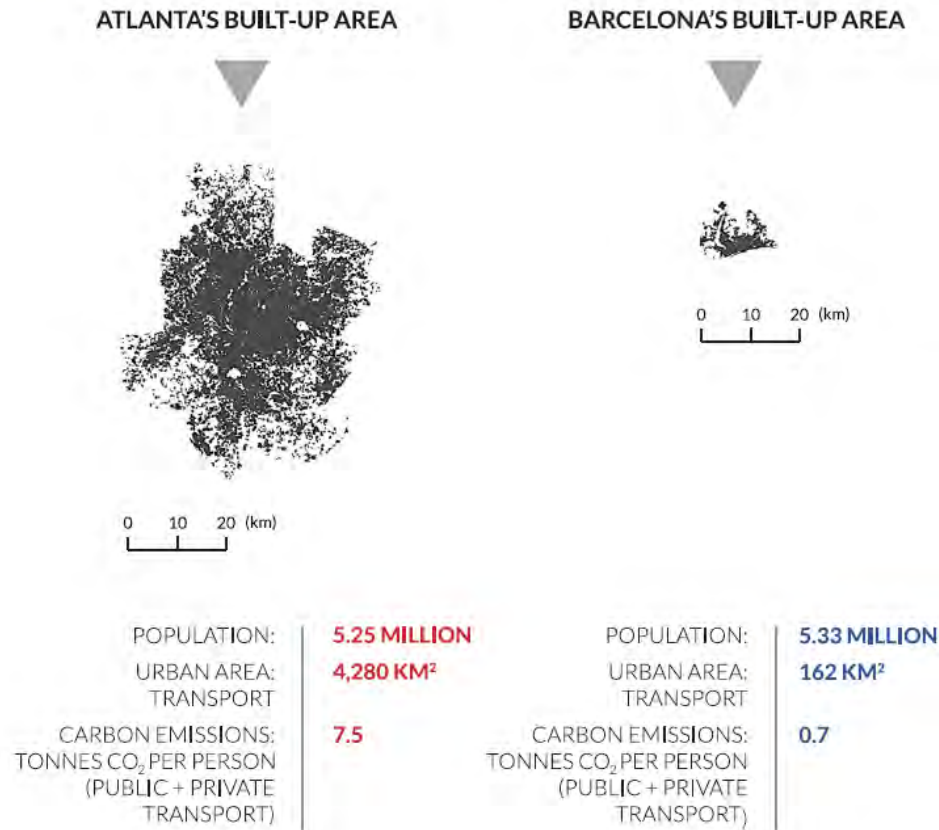 ATLANTA'S BUILT-UP AREA
0 10 20 (km)
POPULATION: 5.25 MILLION
URBAN AREA: 4,280 KM²
TRANSPORT
CARBON EMISSIONS: 7.5
TONNES CO₂ PER PERSON
(PUBLIC + PRIVATE
TRANSPORT)
BARCELONA'S BUILT-UP AREA
0 10 20 (km)
POPULATION: 5.33 MILLION
URBAN AREA: 162 KM²
TRANSPORT
CARBON EMISSIONS: 0.7
TONNES CO₂ PER PERSON
(PUBLIC + PRIVATE
TRANSPORT)